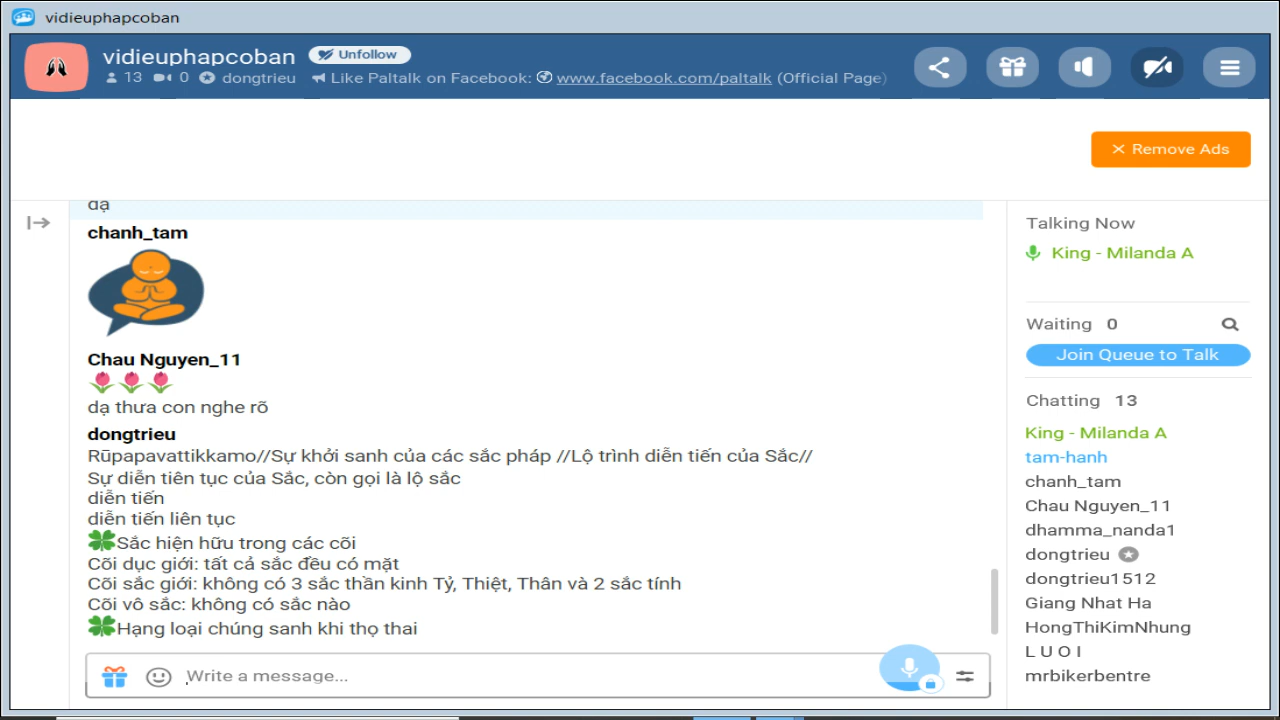 vidieuphapcoban
vidieuphapcoban Unfollow
13 0 dongtrieu Like Paltalk on Facebook: www.facebook.com/paltalk (Official Page)
Remove Ads
dạ
chanh_tam
Chau Nguyen_11
dạ thưa con nghe rõ
dongtrieu
Rūpapavattikkamo//Sự khởi sanh của các sắc pháp //Lộ trình diễn tiến của Sắc//
Sự diễn tiên tục của Sắc, còn gọi là lộ sắc
diễn tiến
diễn tiến liên tục
Sắc hiện hữu trong các cõi
Cõi dục giới: tất cả sắc đều có mặt
Cõi sắc giới: không có 3 sắc thần kinh Tỷ, Thiệt, Thân và 2 sắc tính
Cõi vô sắc: không có sắc nào
Hạng loại chúng sanh khi thọ thai
Write a message...
Talking Now
King - Milanda A
Waiting 0
Join Queue to Talk
Chatting 13
King - Milanda A
tam-hanh
chanh_tam
Chau Nguyen_11
dhamma_nanda1
dongtrieu
dongtrieu1512
Giang Nhat Ha
HongThiKimNhung
L U O I
mrbikerbentre